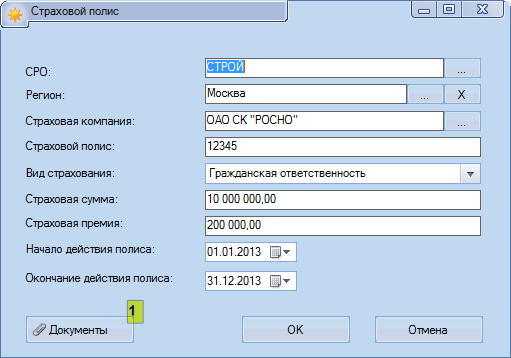 Страховой полис
СРО: СТРОЙ ...
Регион: Москва ... X
Страховая компания: ОАО СК "РОСНО" ...
Страховой полис: 12345
Вид страхования: Гражданская ответственность
Страховая сумма: 10 000 000,00
Страховая премия: 200 000,00
Начало действия полиса: 01.01.2013
Окончание действия полиса: 31.12.2013
1
Документы OK Отмена